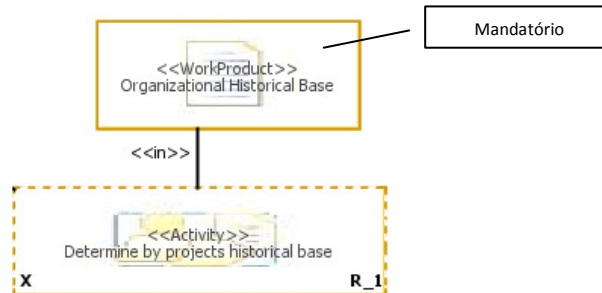 Mandatório
<<WorkProduct>>
Organizational Historical Base
<<in>>
<<Activity>>
Determine by projects historical base
X
R_1